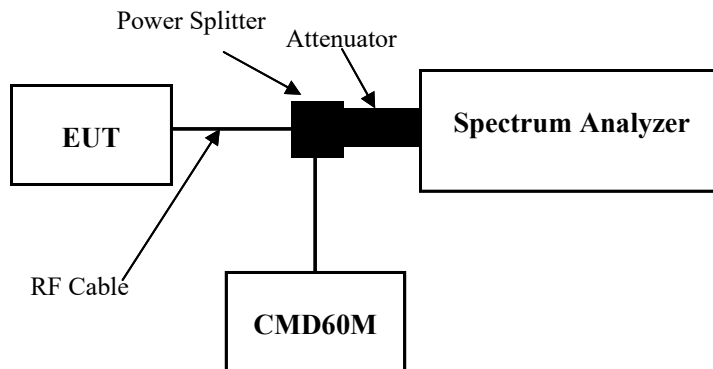 Power Splitter
Attenuator
EUT
Spectrum Analyzer
RF Cable
CMD60M